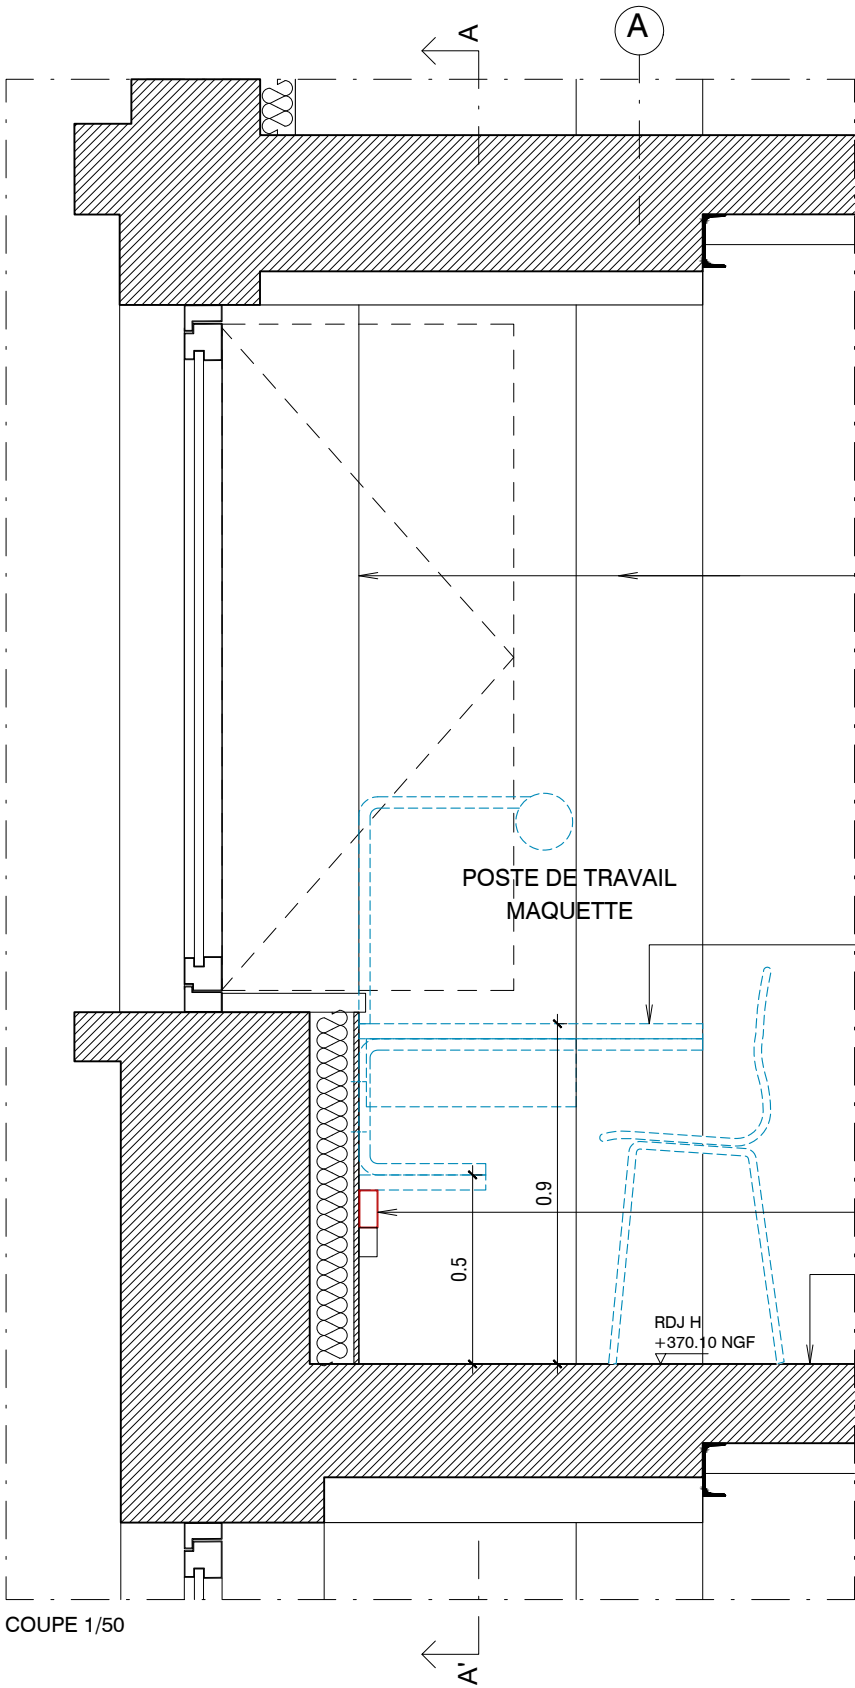 A
A
POSTE DE TRAVAIL
MAQUETTE
0.9
0.5
RDJ H
+370.10 NGF
COUPE 1/50
A'